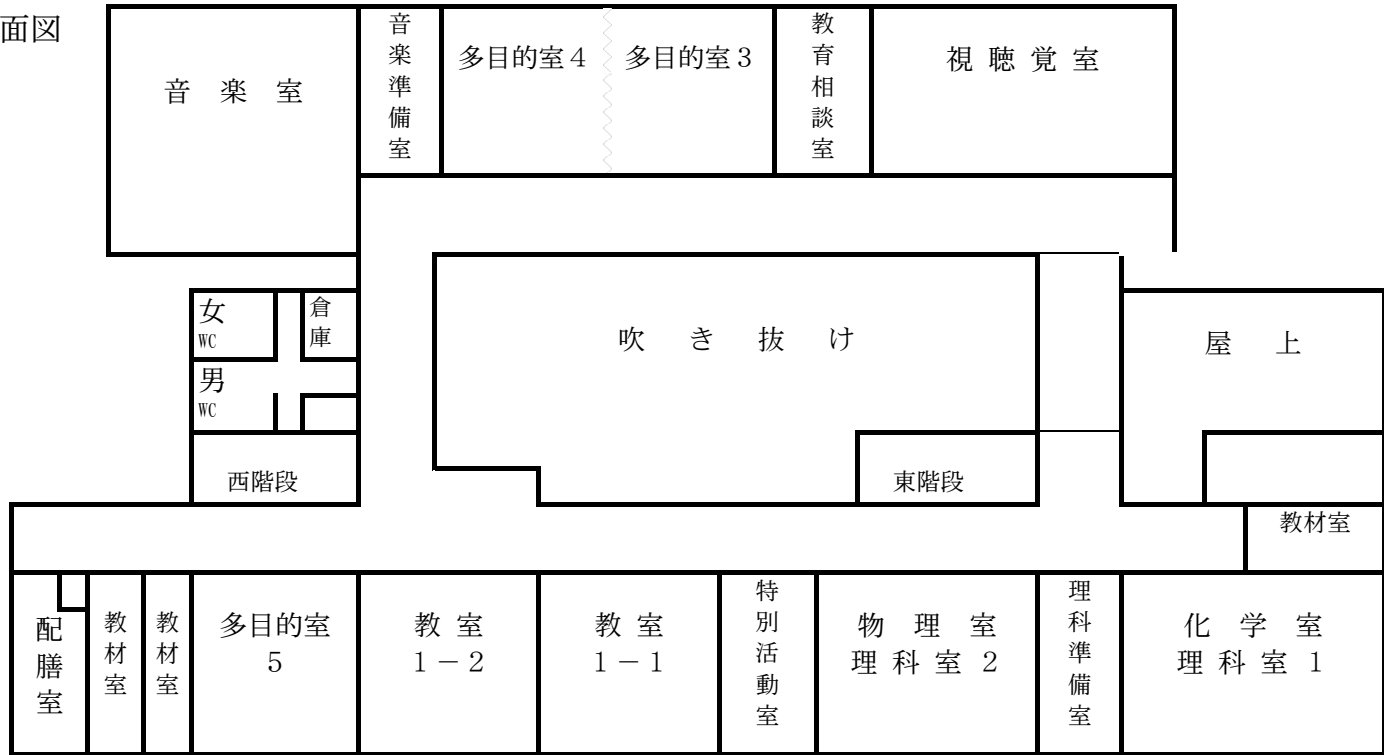 面図
音楽室
音楽準備室
多目的室４
多目的室３
教育相談室
視聴覚室
女
WC
倉庫
男
WC
吹き抜け
屋上
西階段
東階段
教材室
配膳室
教材室
教材室
多目的室
５
教室
１－２
教室
１－１
特別活動室
物理室
理科室２
理科準備室
化学室
理科室１